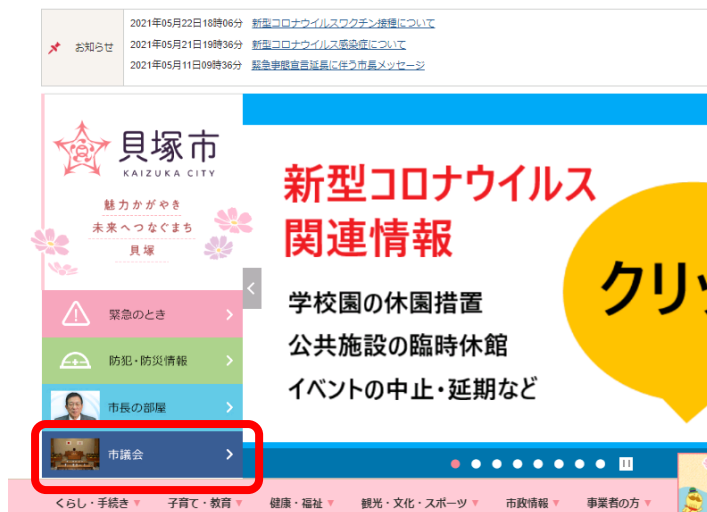 お知らせ
2021年05月22日18時06分 新型コロナウイルスワクチン接種について
2021年05月21日19時36分 新型コロナウイルス感染症について
2021年05月11日09時36分 緊急事態宣言延長に伴う市長メッセージ
貝塚市
KAIZUKA CITY
魅力かがやき
未来へつなぐまち
貝塚
緊急のとき
防犯・防災情報
市長の部屋
市議会
新型コロナウイルス
関連情報
学校園の休園措置
公共施設の臨時休館
イベントの中止・延期など
クリッ
くらし・手続き ▼ 子育て・教育 ▼ 健康・福祉 ▼ 観光・文化・スポーツ ▼ 市政情報 ▼ 事業者の方 ▼